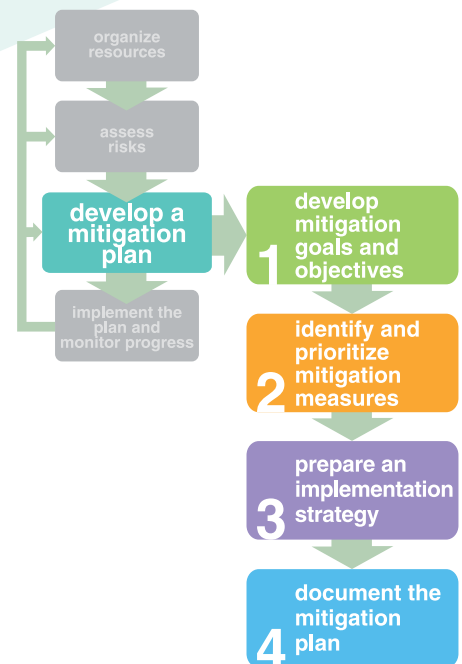 organize
resources
assess
risks
develop a
mitigation
plan
implement the
plan and
monitor progress
1
develop
mitigation
goals and
objectives
2
identify and
prioritize
mitigation
measures
3
prepare an
implementation
strategy
4
document the
mitigation
plan